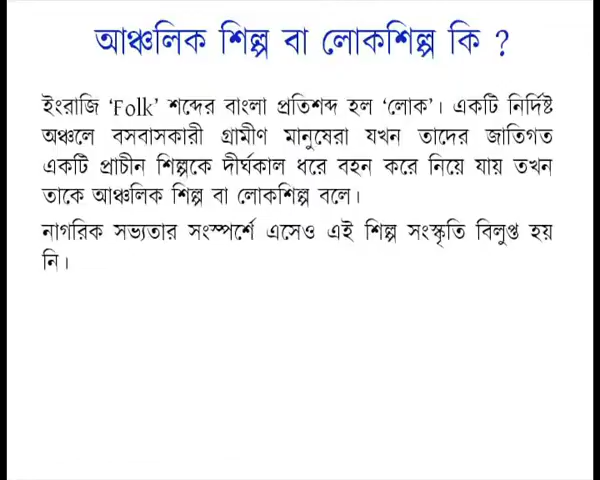 আঞ্চলিক শিল্প বা লোকশিল্প কি ?
ইংরাজি ‘Folk’ শব্দের বাংলা প্রতিশব্দ হল ‘লোক’। একটি নির্দিষ্ট
অঞ্চলে বসবাসকারী গ্রামীণ মানুষেরা যখন তাদের জাতিগত
একটি প্রাচীন শিল্পকে দীর্ঘকাল ধরে বহন করে নিয়ে যায় তখন
তাকে আঞ্চলিক শিল্প বা লোকশিল্প বলে।
নাগরিক সভ্যতার সংস্পর্শে এসেও এই শিল্প সংস্কৃতি বিলুপ্ত হয়
নি।